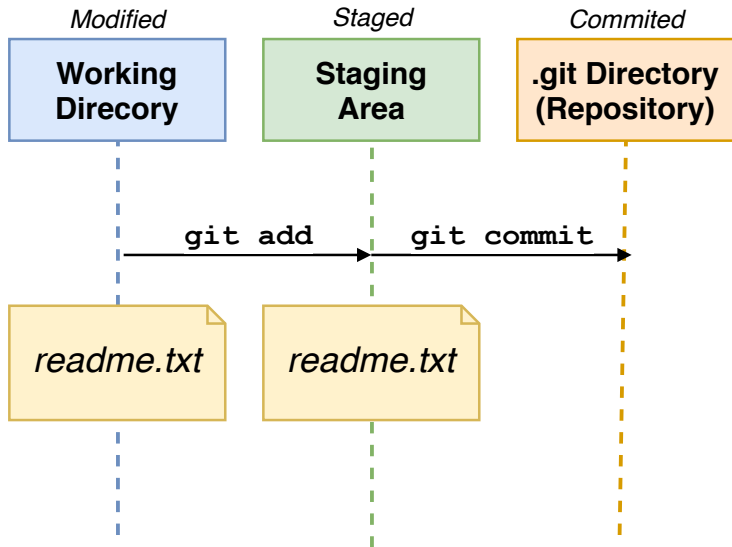 Modified
Staged
Commited
Working
Direcory
Staging
Area
.git Directory
(Repository)
git add
git commit
readme.txt
readme.txt